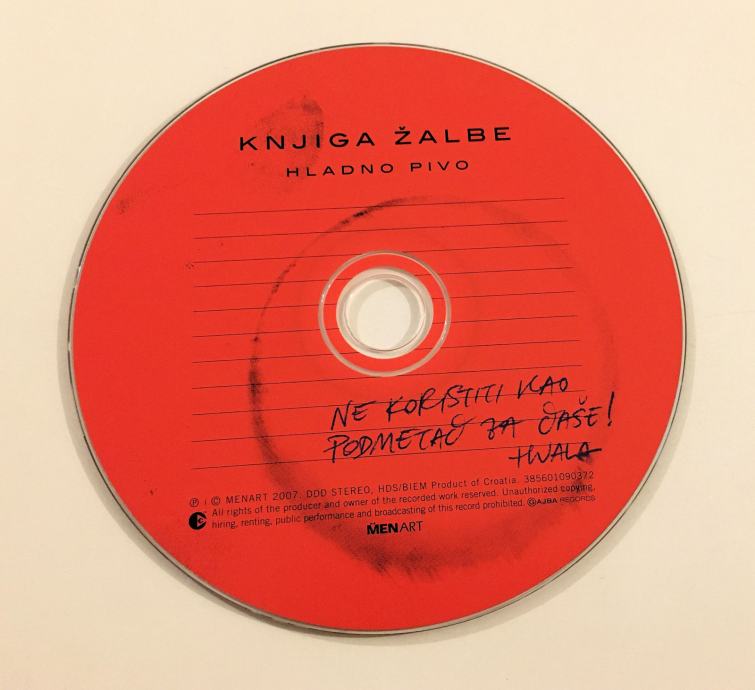 KNJIGA ŽALBE
HLADNO PIVO
NE KORISTITI KAO
PODMETAČ ZA ČAŠE!
HVALA
℗ i © MENART 2007. DDD STEREO, HDS/BIEM Product of Croatia. 385601090372
All rights of the producer and owner of the recorded work reserved. Unauthorized copying,
hiring, renting, public performance and broadcasting of this record prohibited. @AJBA RECORDS
MENART